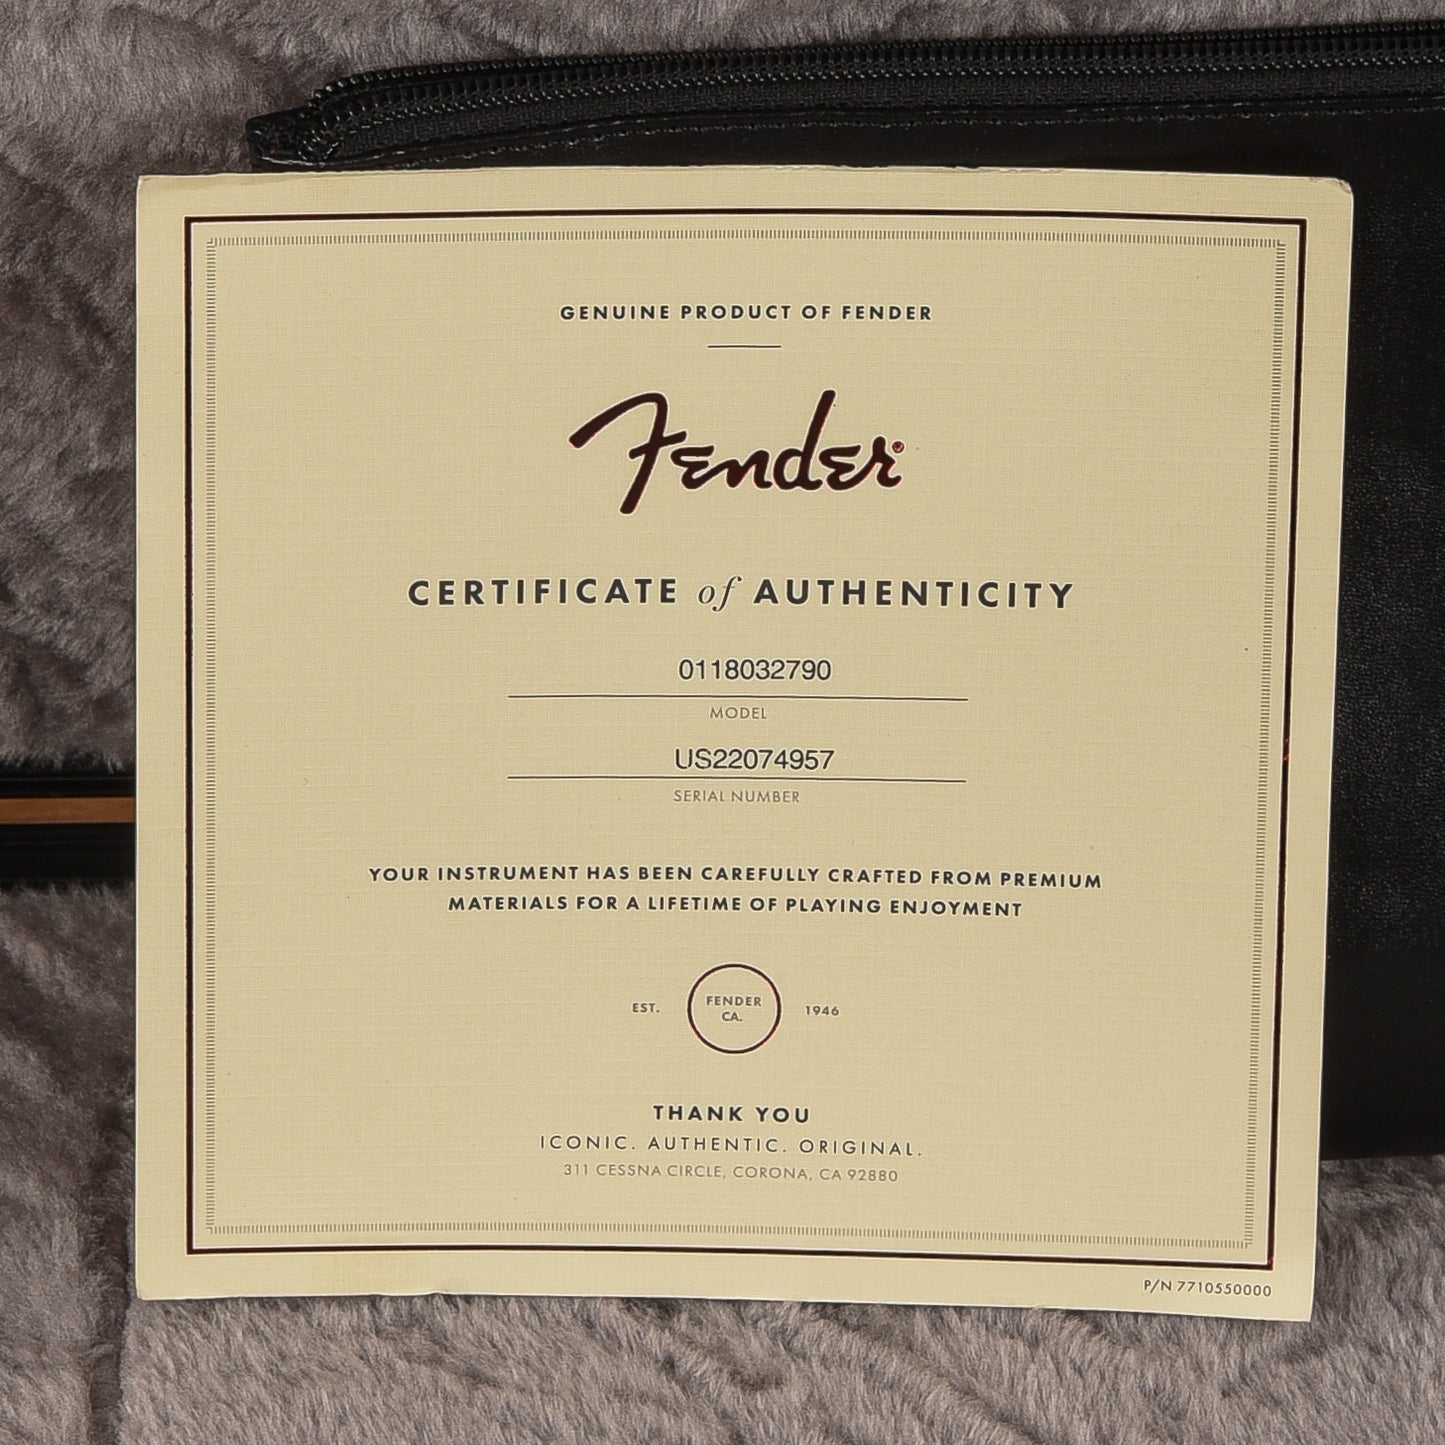 GENUINE PRODUCT OF FENDER
Fender®
CERTIFICATE of AUTHENTICITY
0118032790
MODEL
US22074957
SERIAL NUMBER
YOUR INSTRUMENT HAS BEEN CAREFULLY CRAFTED FROM PREMIUM
MATERIALS FOR A LIFETIME OF PLAYING ENJOYMENT
EST. FENDER CA. 1946
THANK YOU
ICONIC. AUTHENTIC. ORIGINAL.
311 CESSNA CIRCLE, CORONA, CA 92880
P/N 7710550000